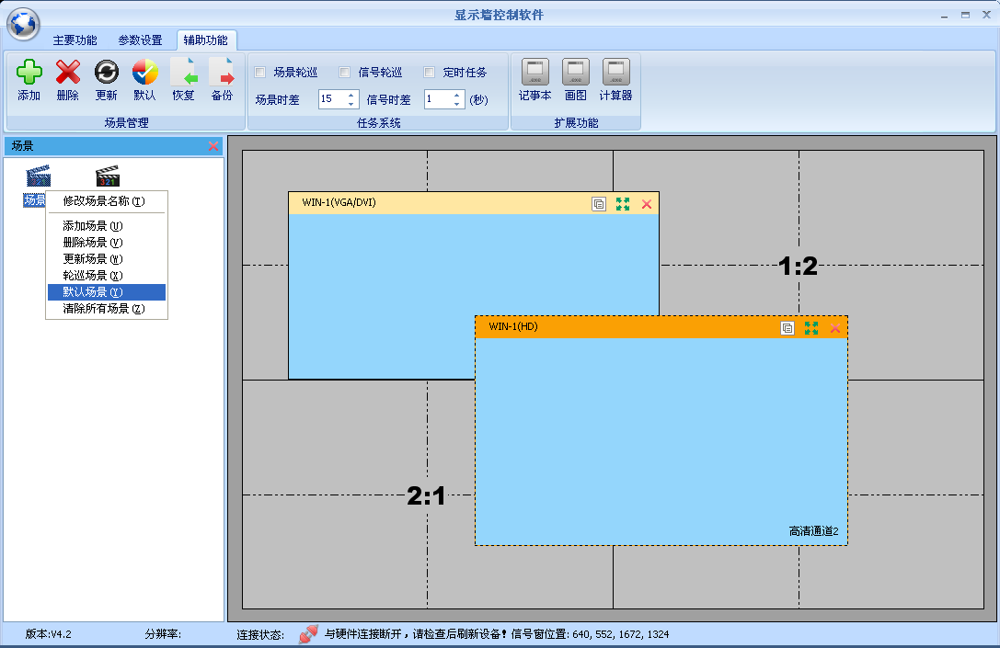 显示墙控制软件
主要功能 参数设置 辅助功能
添加 删除 更新 默认 恢复 备份
场景管理
场景轮巡 信号轮巡 定时任务
场景时差 15 信号时差 1 (秒)
任务系统
记事本 画图 计算器
扩展功能
场景
321 321
场景
修改场景名称(T)
添加场景(U)
删除场景(V)
更新场景(W)
轮巡场景(X)
默认场景(Y)
清除所有场景(Z)
WIN-1(VGA/DVI)
1:2
WIN-1(HD)
2:1
高清通道2
版本:V4.2 分辨率: 连接状态: 与硬件连接断开，请检查后刷新设备! 信号窗位置: 640, 552, 1672, 1324